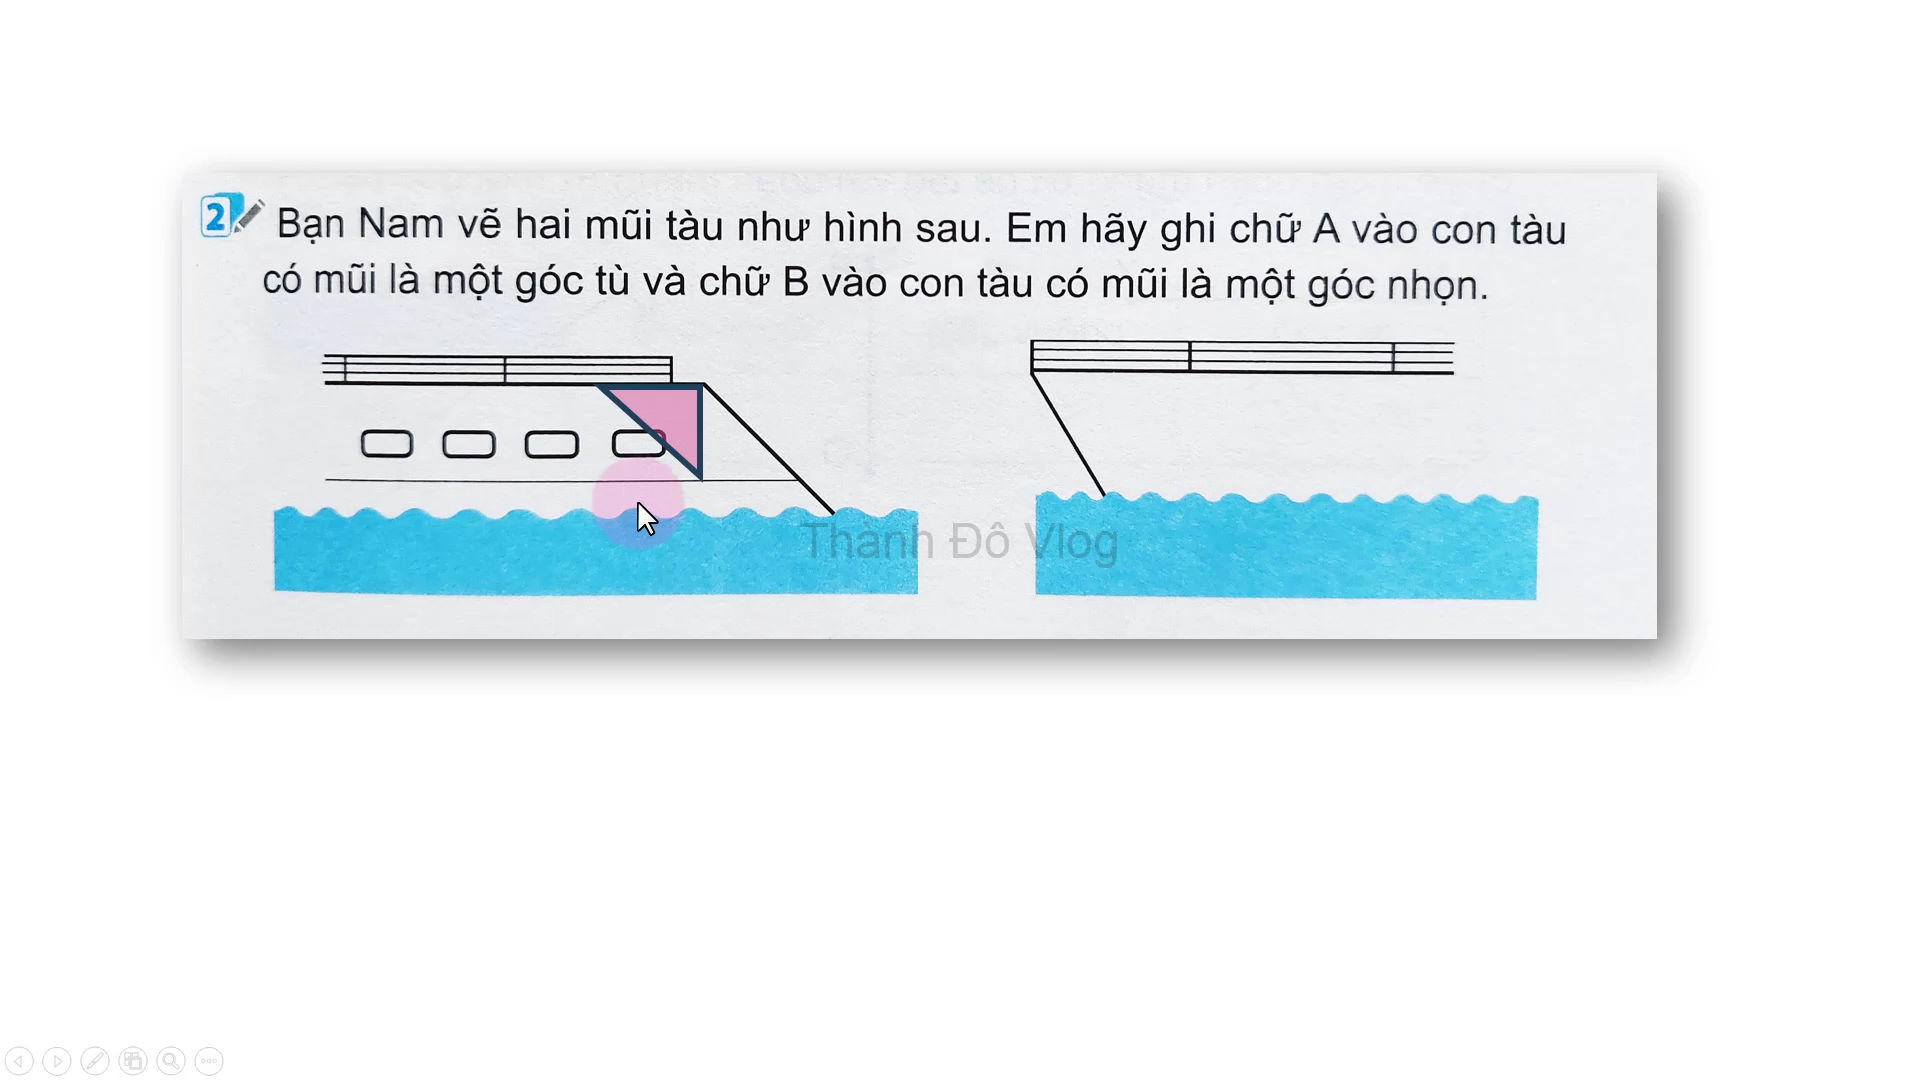 2 Bạn Nam vẽ hai mũi tàu như hình sau. Em hãy ghi chữ A vào con tàu
có mũi là một góc tù và chữ B vào con tàu có mũi là một góc nhọn.
Thành Đô Vlog